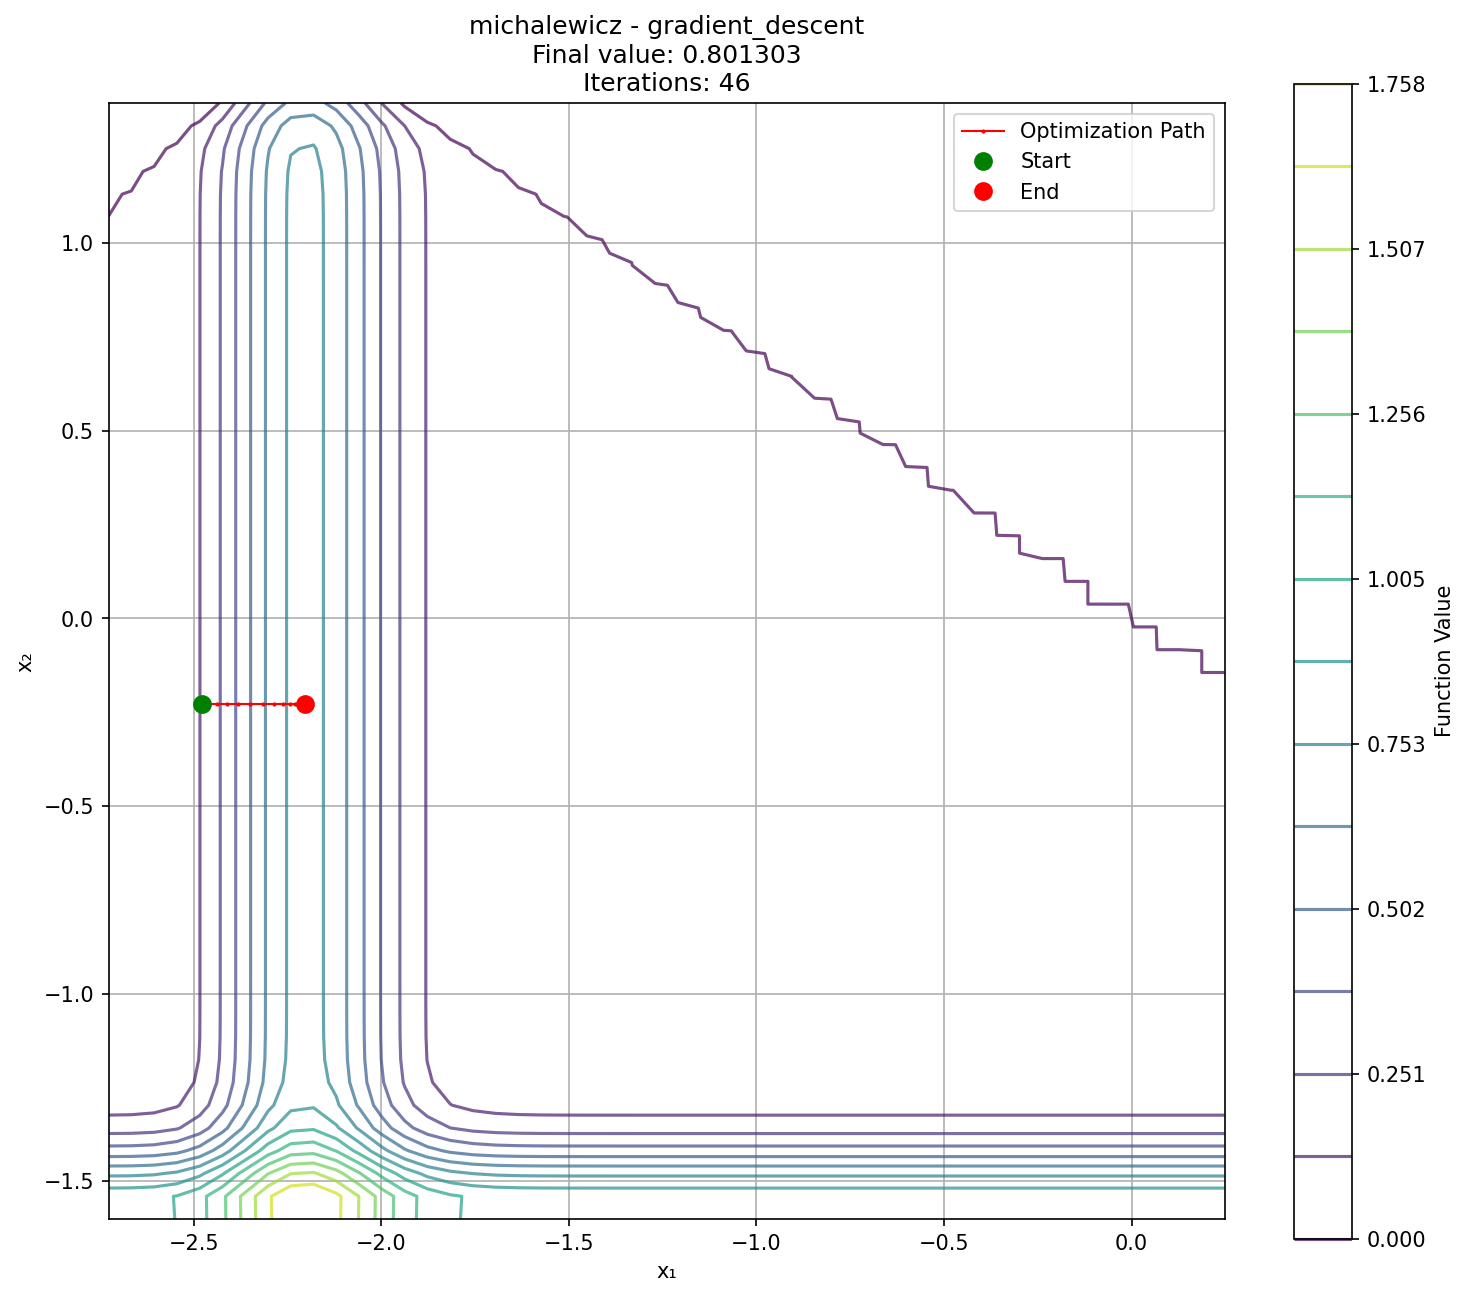 michalewicz - gradient_descent
Final value: 0.801303
Iterations: 46
Optimization Path
Start
End
1.0
0.5
0.0
−0.5
−1.0
−1.5
x₂
−2.5
−2.0
−1.5
−1.0
−0.5
0.0
x₁
1.758
1.507
1.256
1.005
0.753
0.502
0.251
0.000
Function Value